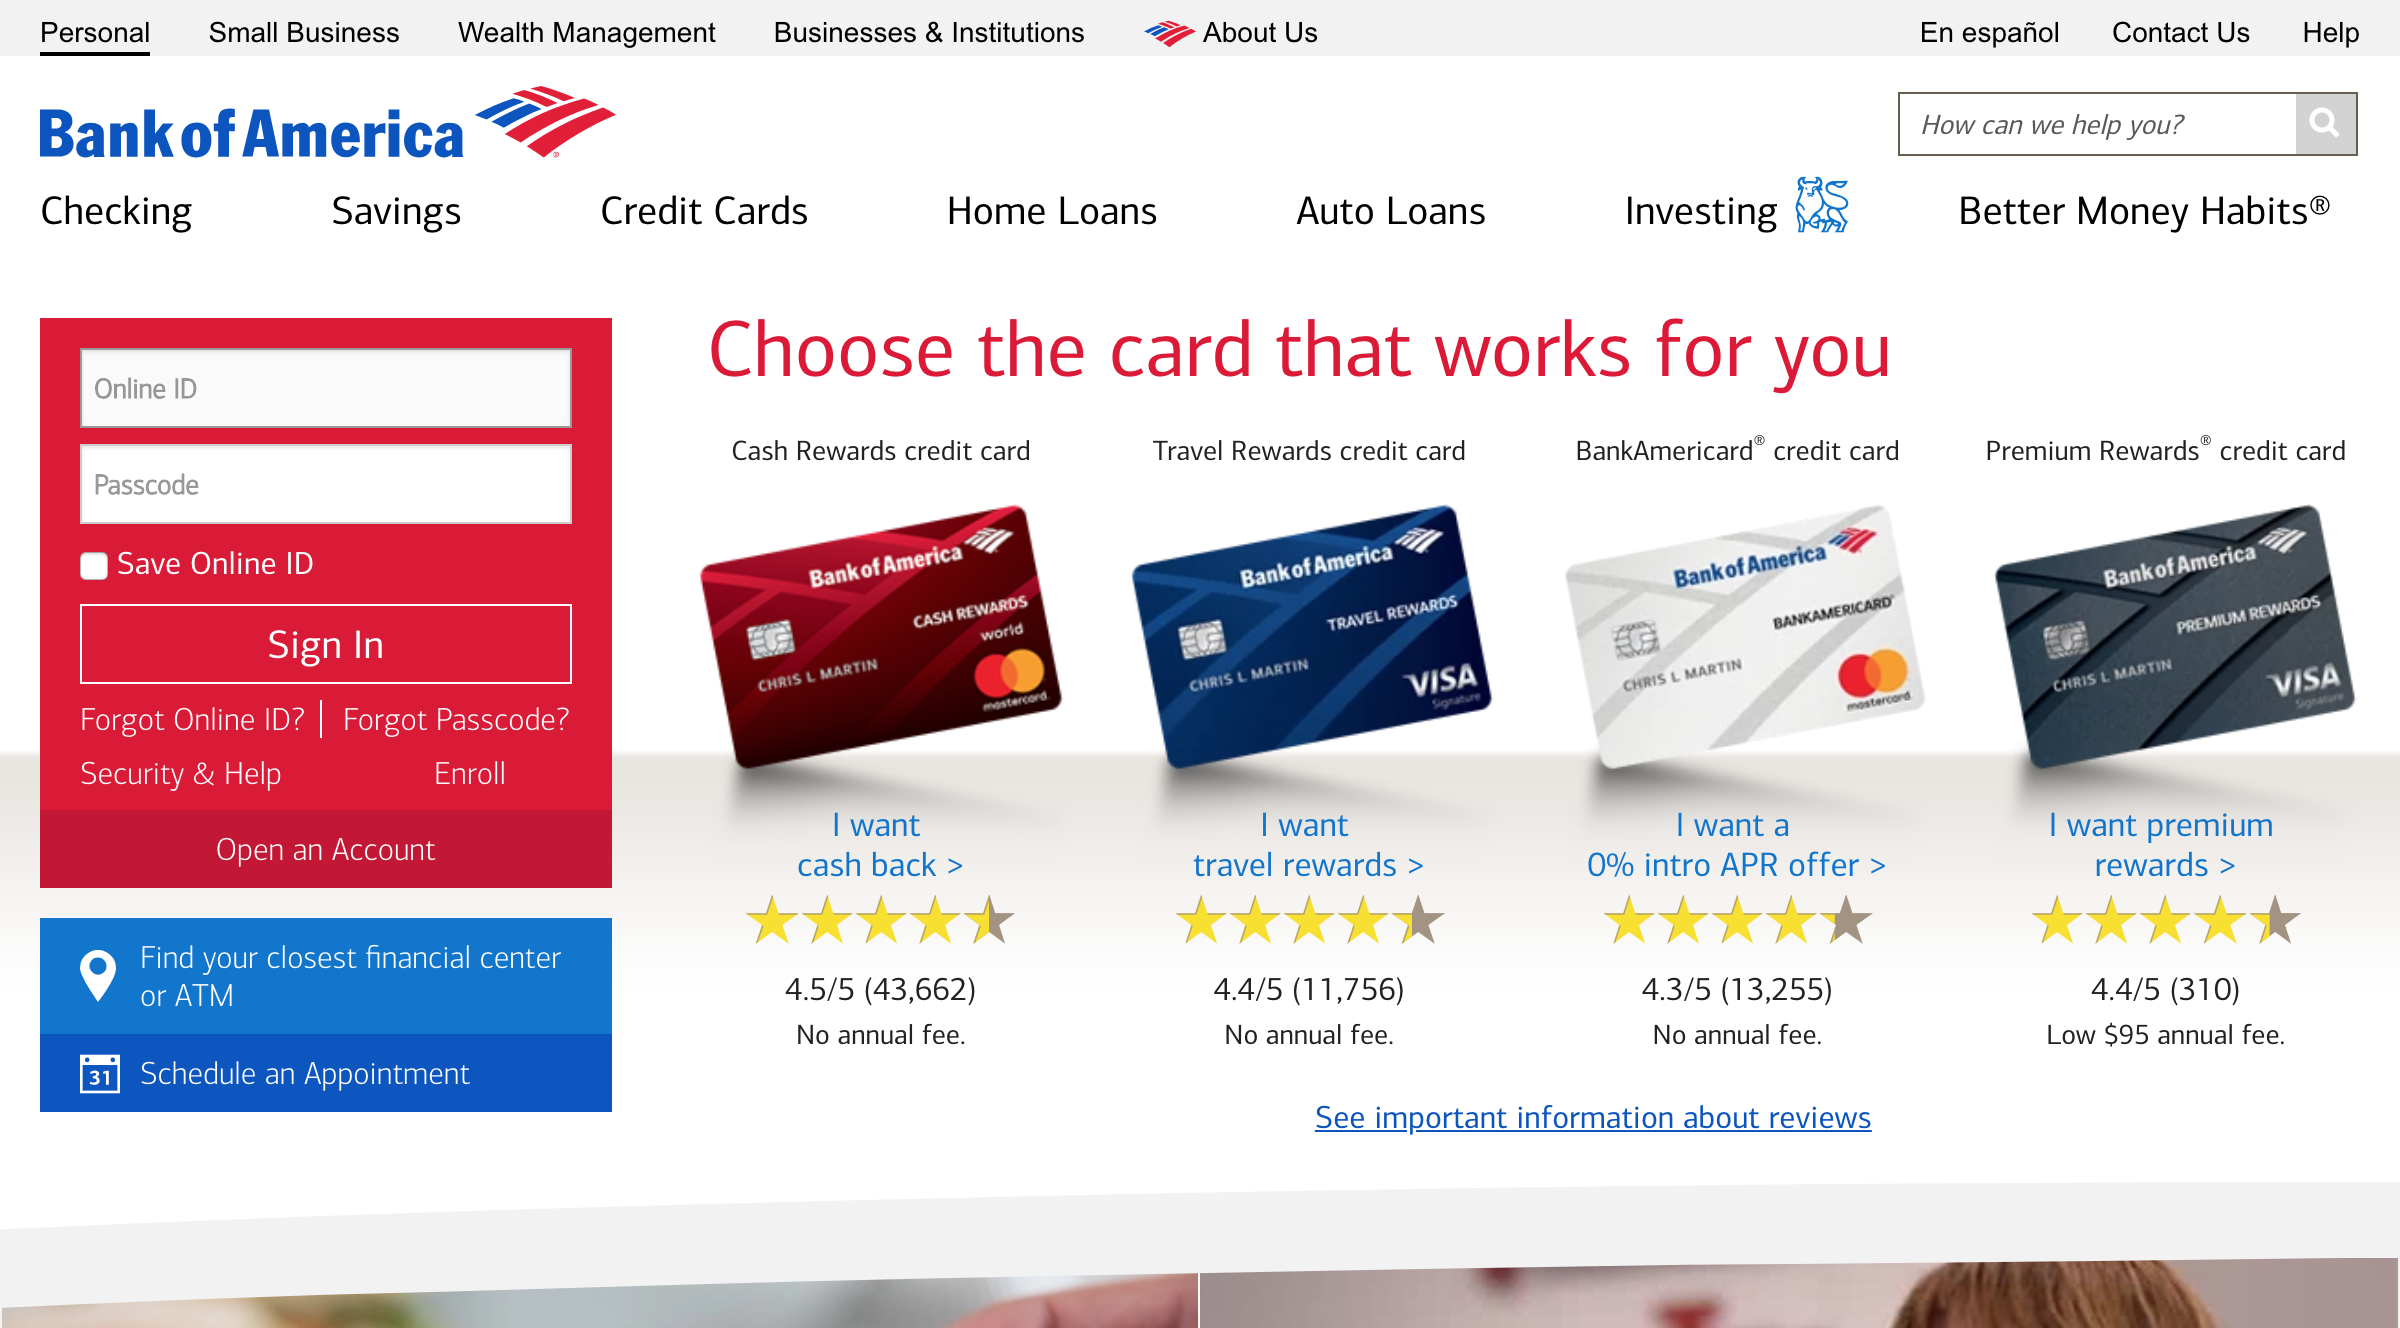 Personal Small Business Wealth Management Businesses & Institutions About Us En español Contact Us Help
Bank of America
How can we help you?
Checking Savings Credit Cards Home Loans Auto Loans Investing Better Money Habits®
Online ID
Passcode
Save Online ID
Sign In
Forgot Online ID? | Forgot Passcode?
Security & Help Enroll
Open an Account
Find your closest financial center
or ATM
31 Schedule an Appointment
Choose the card that works for you
Cash Rewards credit card
Bank of America
CASH REWARDS
world
CHRIS L MARTIN
mastercard
I want
cash back >
4.5/5 (43,662)
No annual fee.
Travel Rewards credit card
Bank of America
TRAVEL REWARDS
CHRIS L MARTIN
VISA
Signature
I want
travel rewards >
4.4/5 (11,756)
No annual fee.
BankAmericard® credit card
Bank of America
BANKAMERICARD
CHRIS L MARTIN
mastercard
I want a
0% intro APR offer >
4.3/5 (13,255)
No annual fee.
Premium Rewards® credit card
Bank of America
PREMIUM REWARDS
CHRIS L MARTIN
VISA
Signature
I want premium
rewards >
4.4/5 (310)
Low $95 annual fee.
See important information about reviews